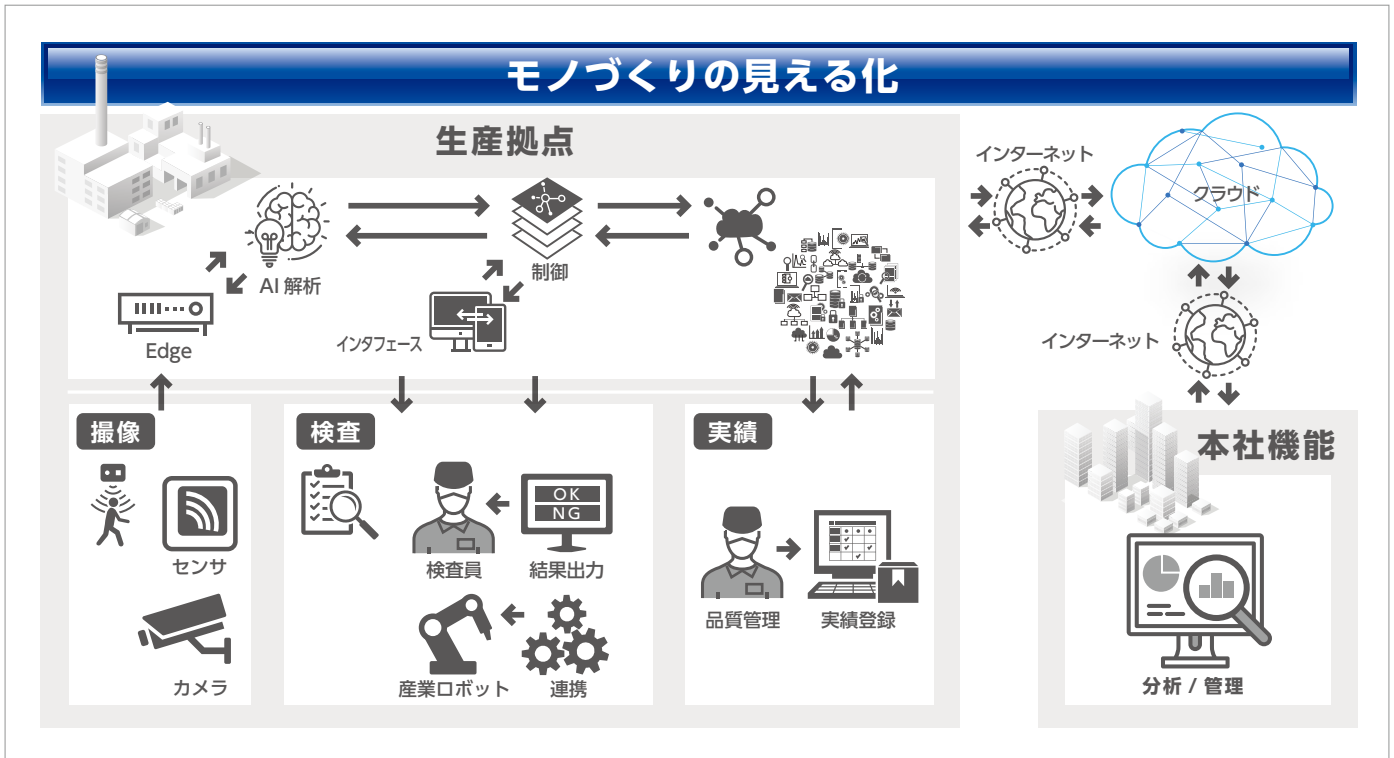 モノづくりの見える化
生産拠点
AI 解析
制御
Edge
インタフェース
撮像
センサ
カメラ
検査
検査員
OK
NG
結果出力
産業ロボット
連携
実績
品質管理
実績登録
インターネット
クラウド
インターネット
本社機能
分析 / 管理